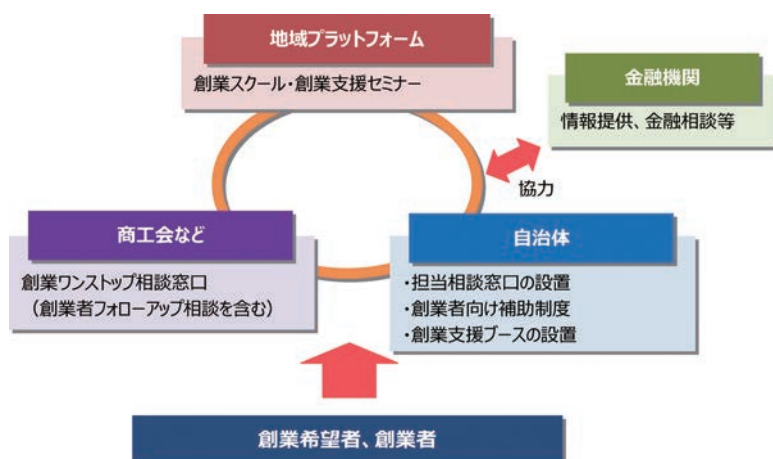 地域プラットフォーム
創業スクール・創業支援セミナー
金融機関
情報提供、金融相談等
協力
商工会など
創業ワンストップ相談窓口
（創業者フォローアップ相談を含む）
自治体
・担当相談窓口の設置
・創業者向け補助制度
・創業支援ブースの設置
創業希望者、創業者